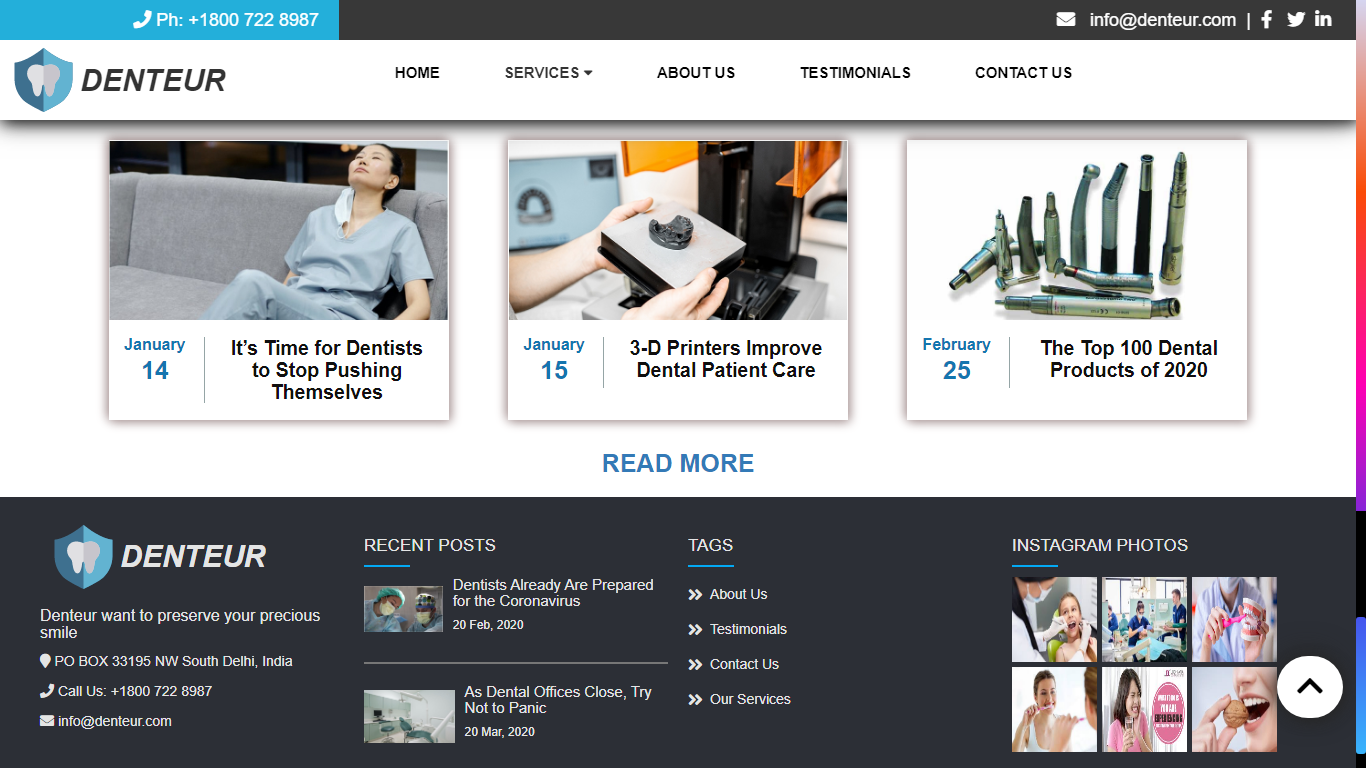 Ph: +1800 722 8987
info@denteur.com |
DENTEUR
HOME
SERVICES
ABOUT US
TESTIMONIALS
CONTACT US
January
14
It’s Time for Dentists
to Stop Pushing
Themselves
January
15
3-D Printers Improve
Dental Patient Care
February
25
The Top 100 Dental
Products of 2020
READ MORE
DENTEUR
Denteur want to preserve your precious
smile
PO BOX 33195 NW South Delhi, India
Call Us: +1800 722 8987
info@denteur.com
RECENT POSTS
Dentists Already Are Prepared
for the Coronavirus
20 Feb, 2020
As Dental Offices Close, Try
Not to Panic
20 Mar, 2020
TAGS
About Us
Testimonials
Contact Us
Our Services
INSTAGRAM PHOTOS
YOU ARE
EXPERIENCING